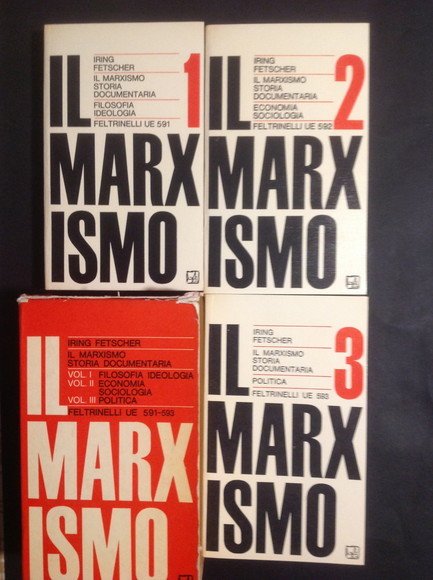 IL
1
IRING
FETSCHER
IL MARXISMO
STORIA
DOCUMENTARIA
FILOSOFIA
IDEOLOGIA
FELTRINELLI UE 591
MARX
ISMO
IL
2
IRING
FETSCHER
IL MARXISMO
STORIA
DOCUMENTARIA
ECONOMIA
SOCIOLOGIA
FELTRINELLI UE 592
MARX
ISMO
IL
IRING FETSCHER
IL MARXISMO
STORIA DOCUMENTARIA
VOL. I FILOSOFIA IDEOLOGIA
VOL. II ECONOMIA
SOCIOLOGIA
VOL. III POLITICA
FELTRINELLI UE 591-593
MARX
ISMO
IL
3
IRING
FETSCHER
IL MARXISMO
STORIA
DOCUMENTARIA
POLITICA
FELTRINELLI UE 593
MARX
ISMO